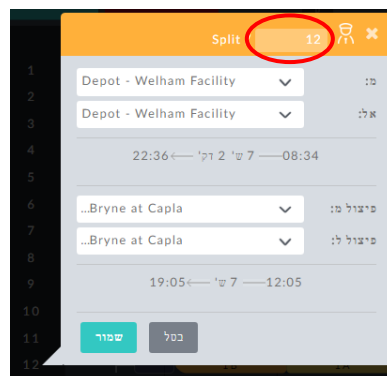 Split 12
1
2
3
4
5
6
7
8
9
10
11
12
מ: Depot - Welham Facility
אל: Depot - Welham Facility
08:34 —— 7 ש' 2 דק' ⟵ 22:36
פיצול מ: Bryne at Capla...
פיצול ל: Bryne at Capla...
12:05 —— 7 ש' ⟵ 19:05
שמור בטל